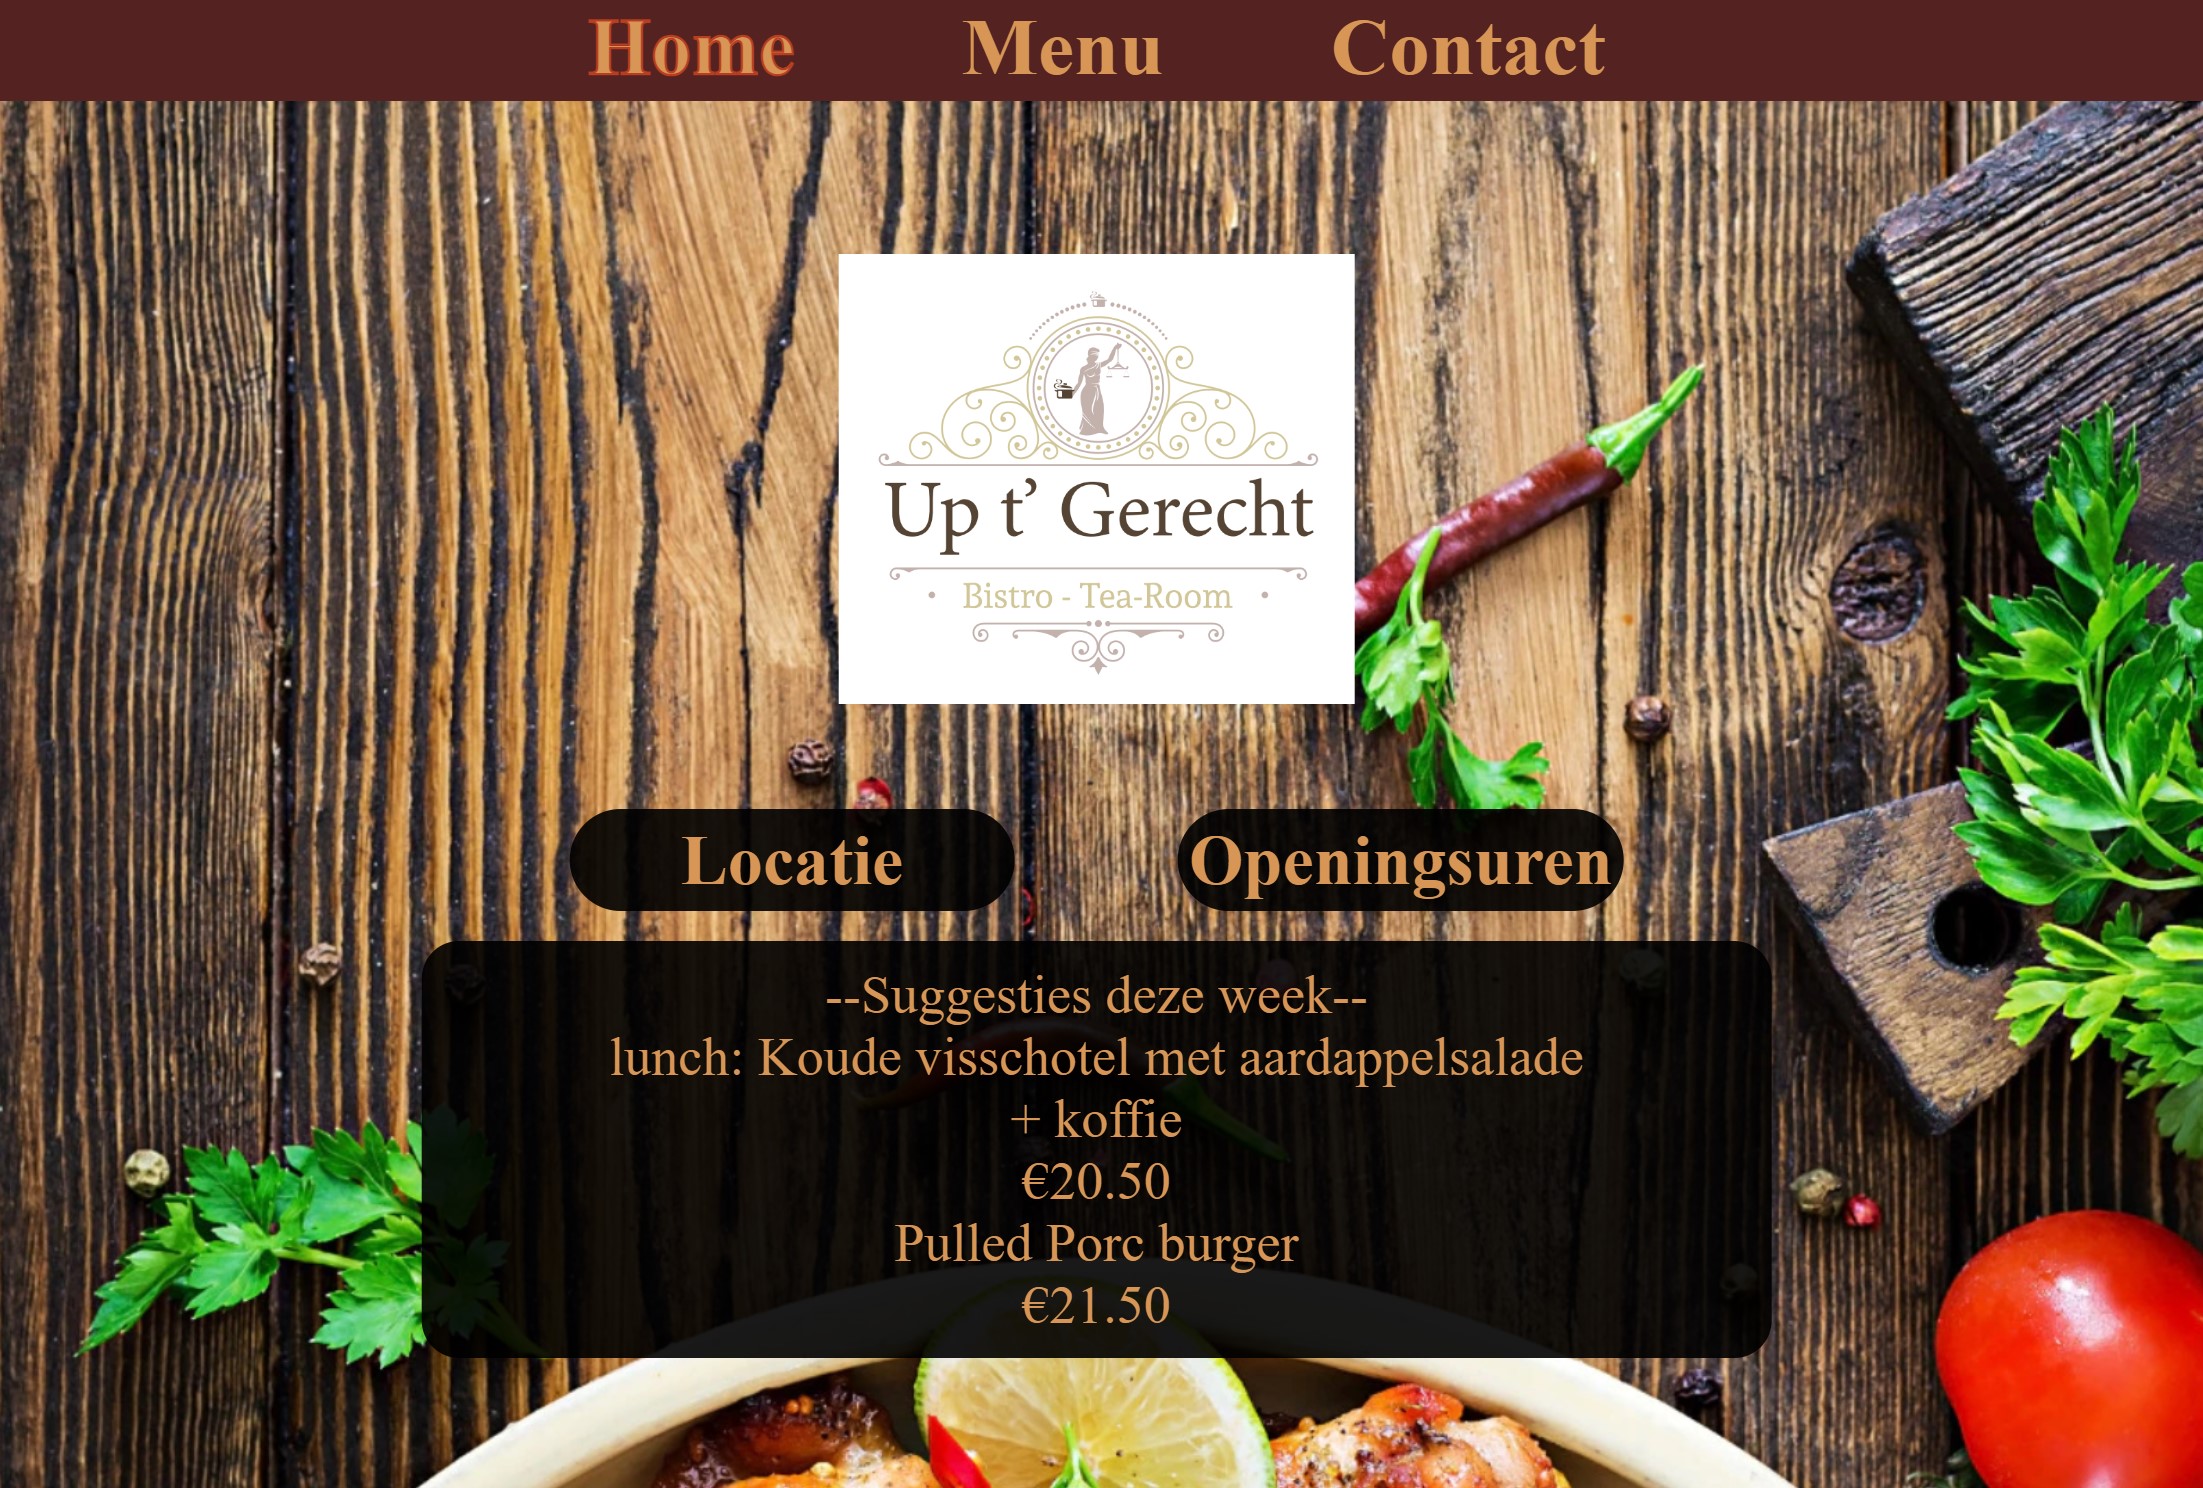 Home Menu Contact
Up t’ Gerecht
Bistro - Tea-Room
Locatie Openingsuren
--Suggesties deze week--
lunch: Koude visschotel met aardappelsalade
+ koffie
€20.50
Pulled Porc burger
€21.50